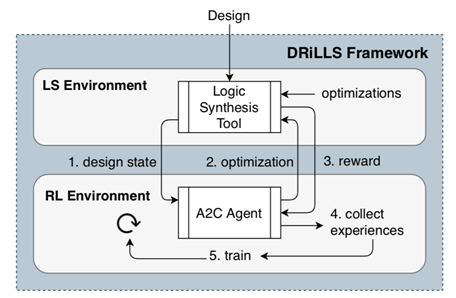 Design
DRiLLS Framework
LS Environment
Logic
Synthesis
Tool
optimizations
1. design state
2. optimization
3. reward
RL Environment
A2C Agent
4. collect
experiences
5. train